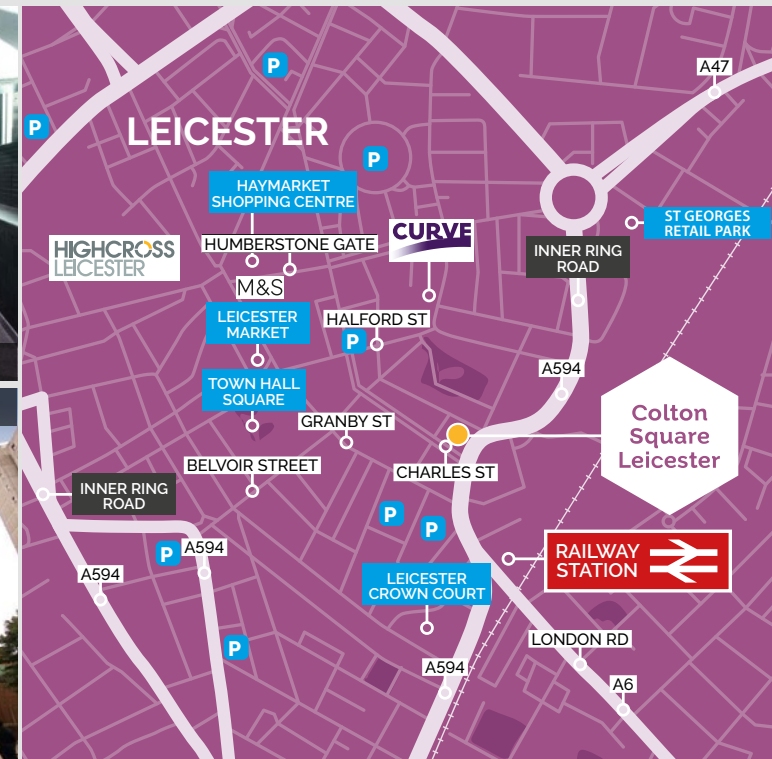 A47
P
P
LEICESTER
P
HAYMARKET
SHOPPING CENTRE
ST GEORGES
RETAIL PARK
CURVE
HUMBERSTONE GATE
HIGHCROSS
LEICESTER
INNER RING
ROAD
M&S
LEICESTER
MARKET
HALFORD ST
P
A594
TOWN HALL
SQUARE
GRANBY ST
Colton
Square
Leicester
BELVOIR STREET
CHARLES ST
INNER RING
ROAD
P
P
A594
P
RAILWAY
STATION
A594
LEICESTER
CROWN COURT
LONDON RD
P
A594
A6